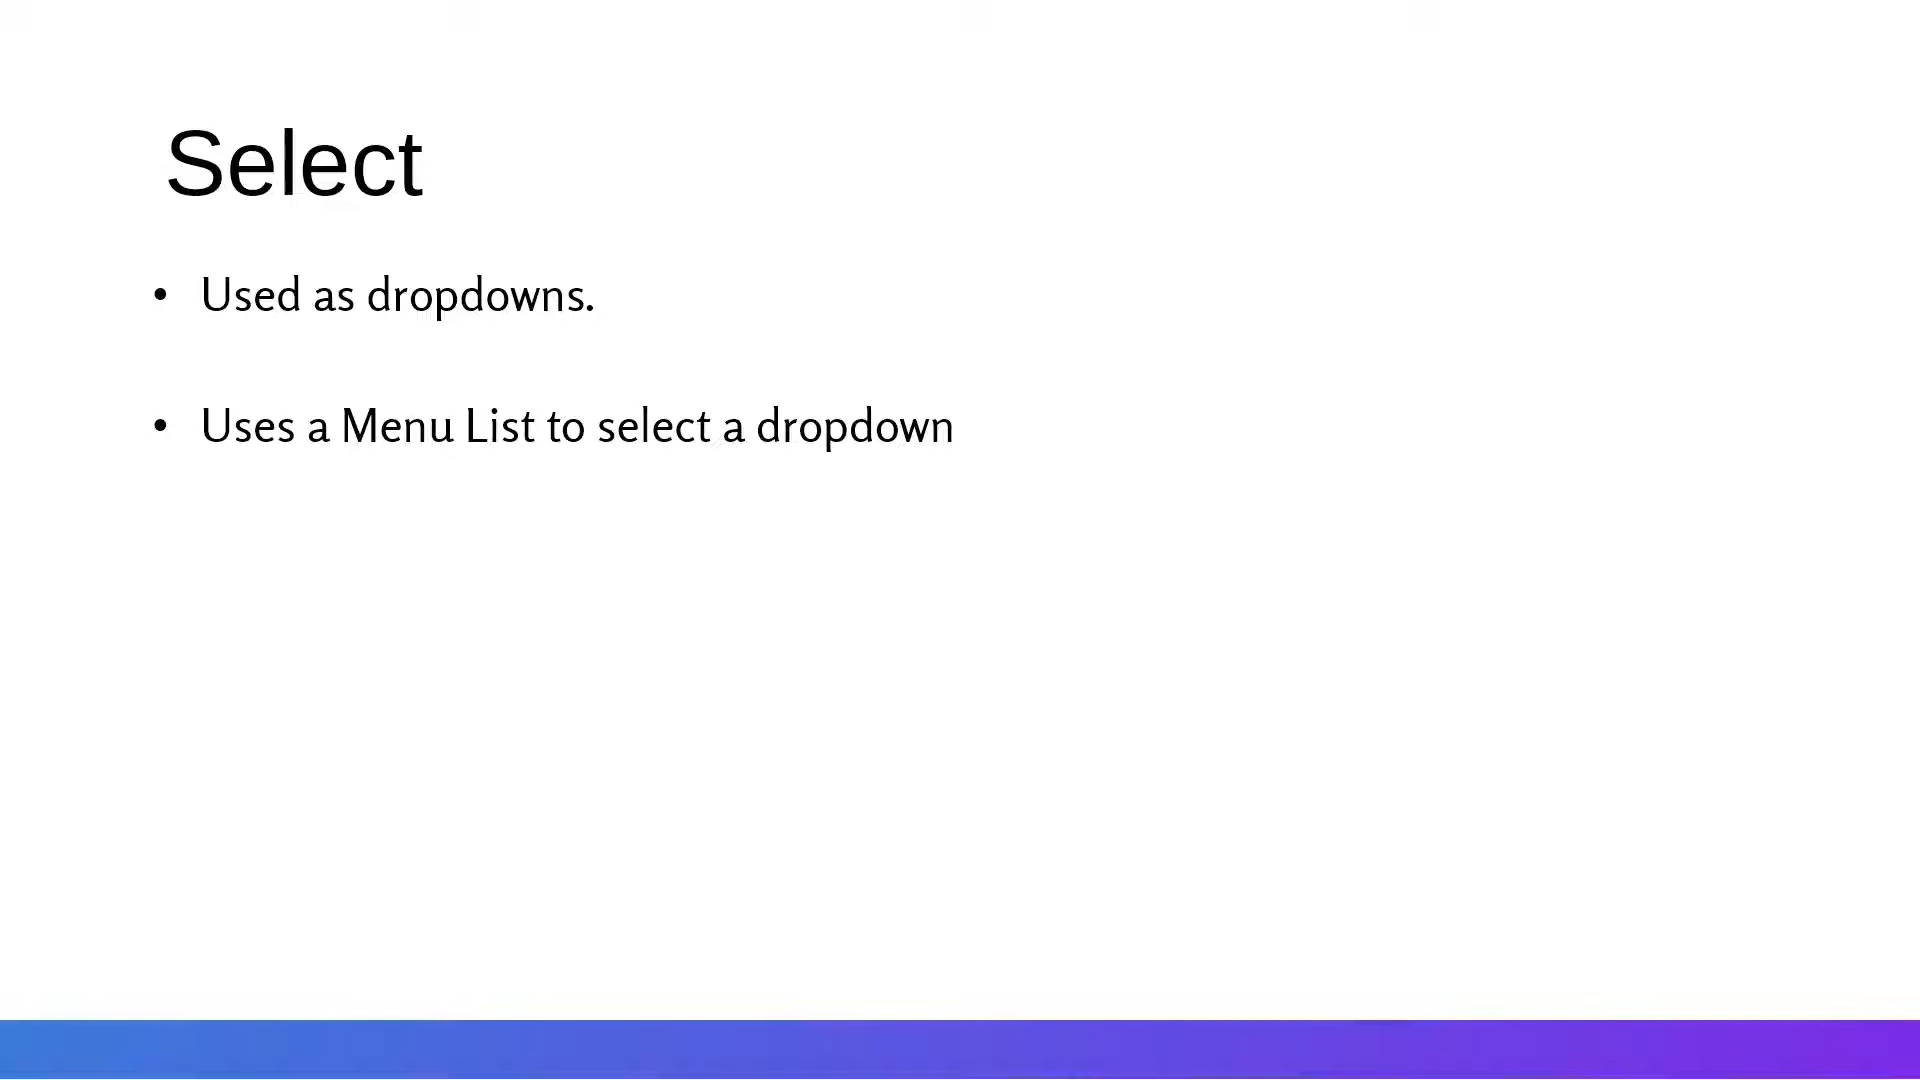 Select
• Used as dropdowns.
• Uses a Menu List to select a dropdown